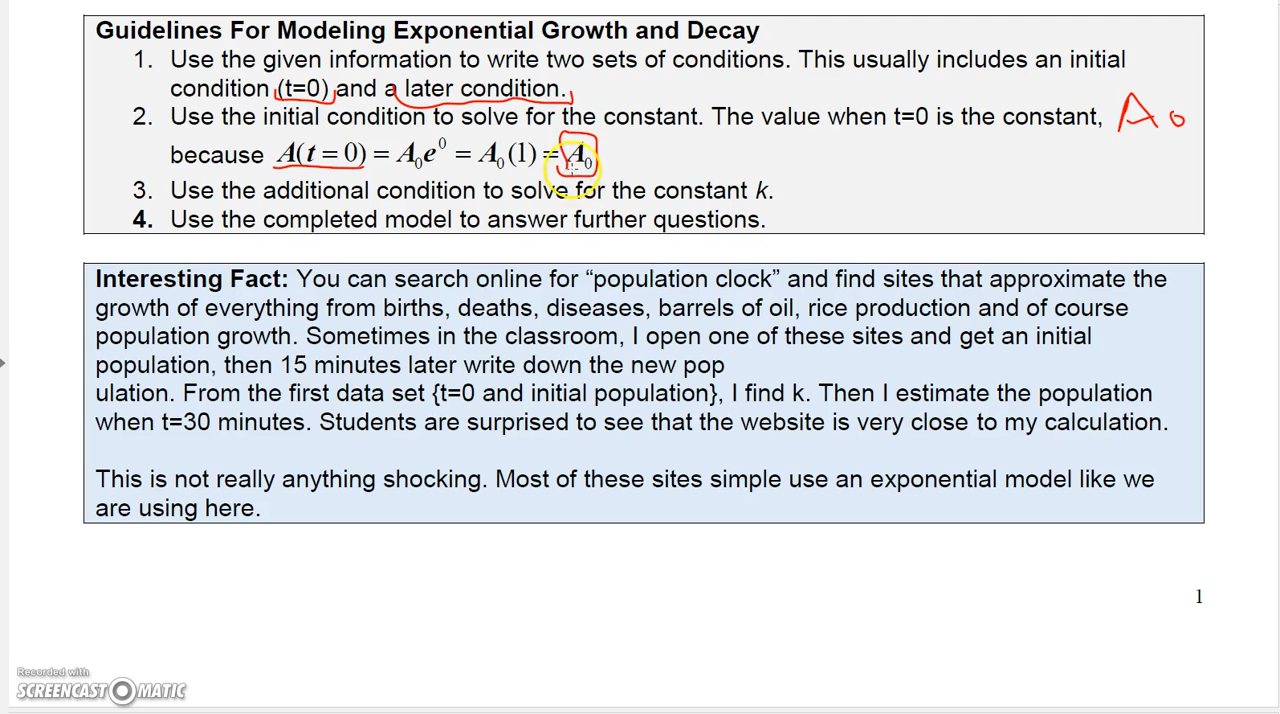 Guidelines For Modeling Exponential Growth and Decay
1. Use the given information to write two sets of conditions. This usually includes an initial
condition (t=0) and a later condition.
2. Use the initial condition to solve for the constant. The value when t=0 is the constant, A₀
because A(t = 0) = A₀e⁰ = A₀(1) = A₀
3. Use the additional condition to solve for the constant k.
4. Use the completed model to answer further questions.
Interesting Fact: You can search online for “population clock” and find sites that approximate the
growth of everything from births, deaths, diseases, barrels of oil, rice production and of course
population growth. Sometimes in the classroom, I open one of these sites and get an initial
population, then 15 minutes later write down the new pop
ulation. From the first data set {t=0 and initial population}, I find k. Then I estimate the population
when t=30 minutes. Students are surprised to see that the website is very close to my calculation.
This is not really anything shocking. Most of these sites simple use an exponential model like we
are using here.
1
Recorded with
SCREENCAST MATIC